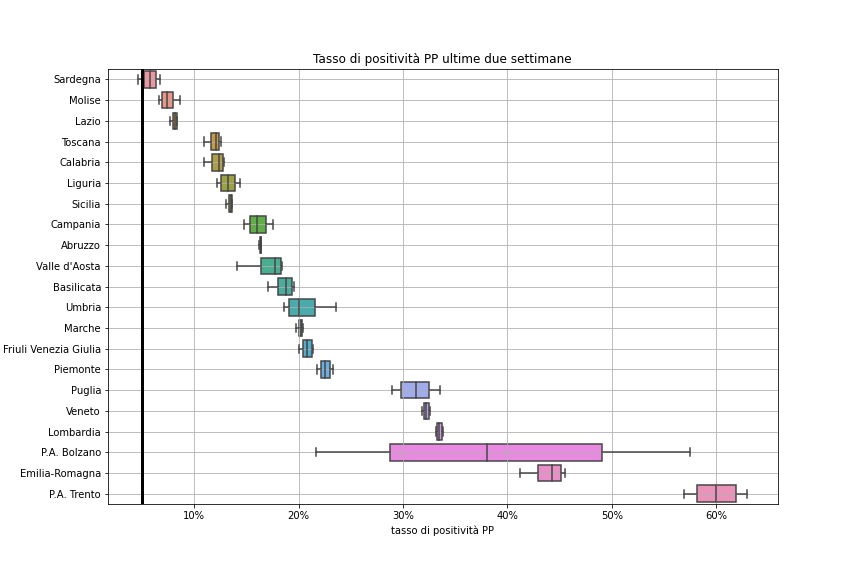 Tasso di positività PP ultime due settimane
Sardegna
Molise
Lazio
Toscana
Calabria
Liguria
Sicilia
Campania
Abruzzo
Valle d'Aosta
Basilicata
Umbria
Marche
Friuli Venezia Giulia
Piemonte
Puglia
Veneto
Lombardia
P.A. Bolzano
Emilia-Romagna
P.A. Trento
10% 20% 30% 40% 50% 60%
tasso di positività PP